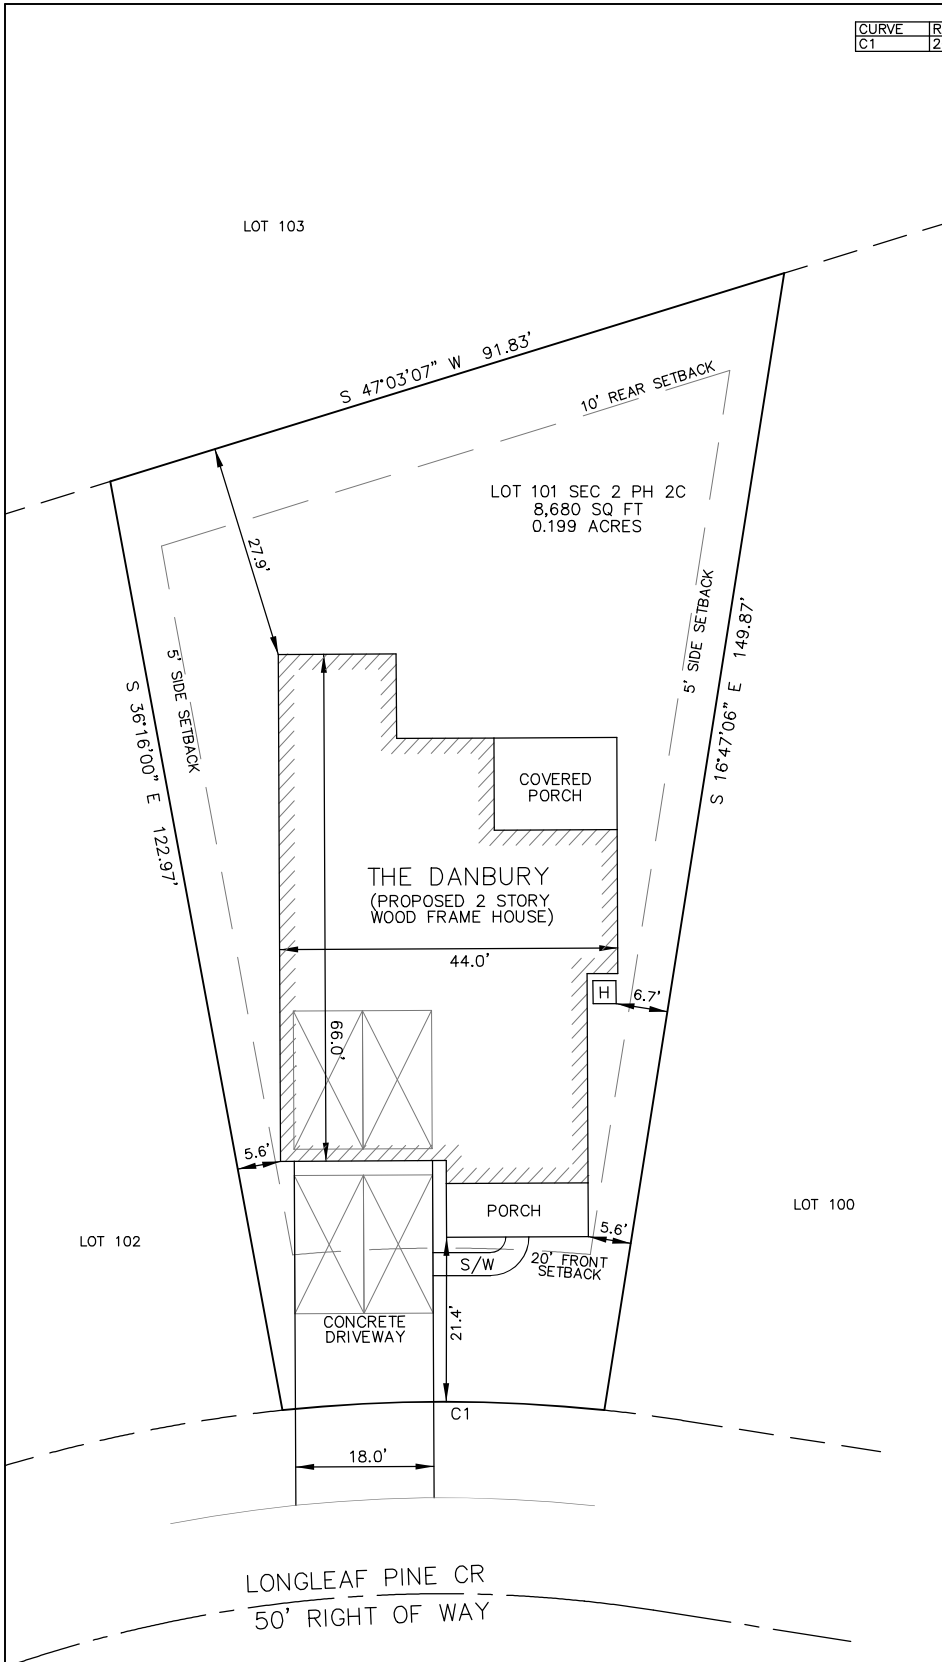 CURVE R
C1 2
LOT 103
S 47°03'07" W 91.83'
10' REAR SETBACK
LOT 101 SEC 2 PH 2C
8,680 SQ FT
0.199 ACRES
27.9'
5' SIDE SETBACK
S 36°16'00" E 122.97'
5' SIDE SETBACK
S 16°47'06" E 149.87'
COVERED
PORCH
THE DANBURY
(PROPOSED 2 STORY
WOOD FRAME HOUSE)
44.0'
H
6.7'
66.0'
5.6'
PORCH
LOT 100
5.6'
LOT 102
S/W
20' FRONT
SETBACK
21.4'
CONCRETE
DRIVEWAY
C1
18.0'
LONGLEAF PINE CR
50' RIGHT OF WAY